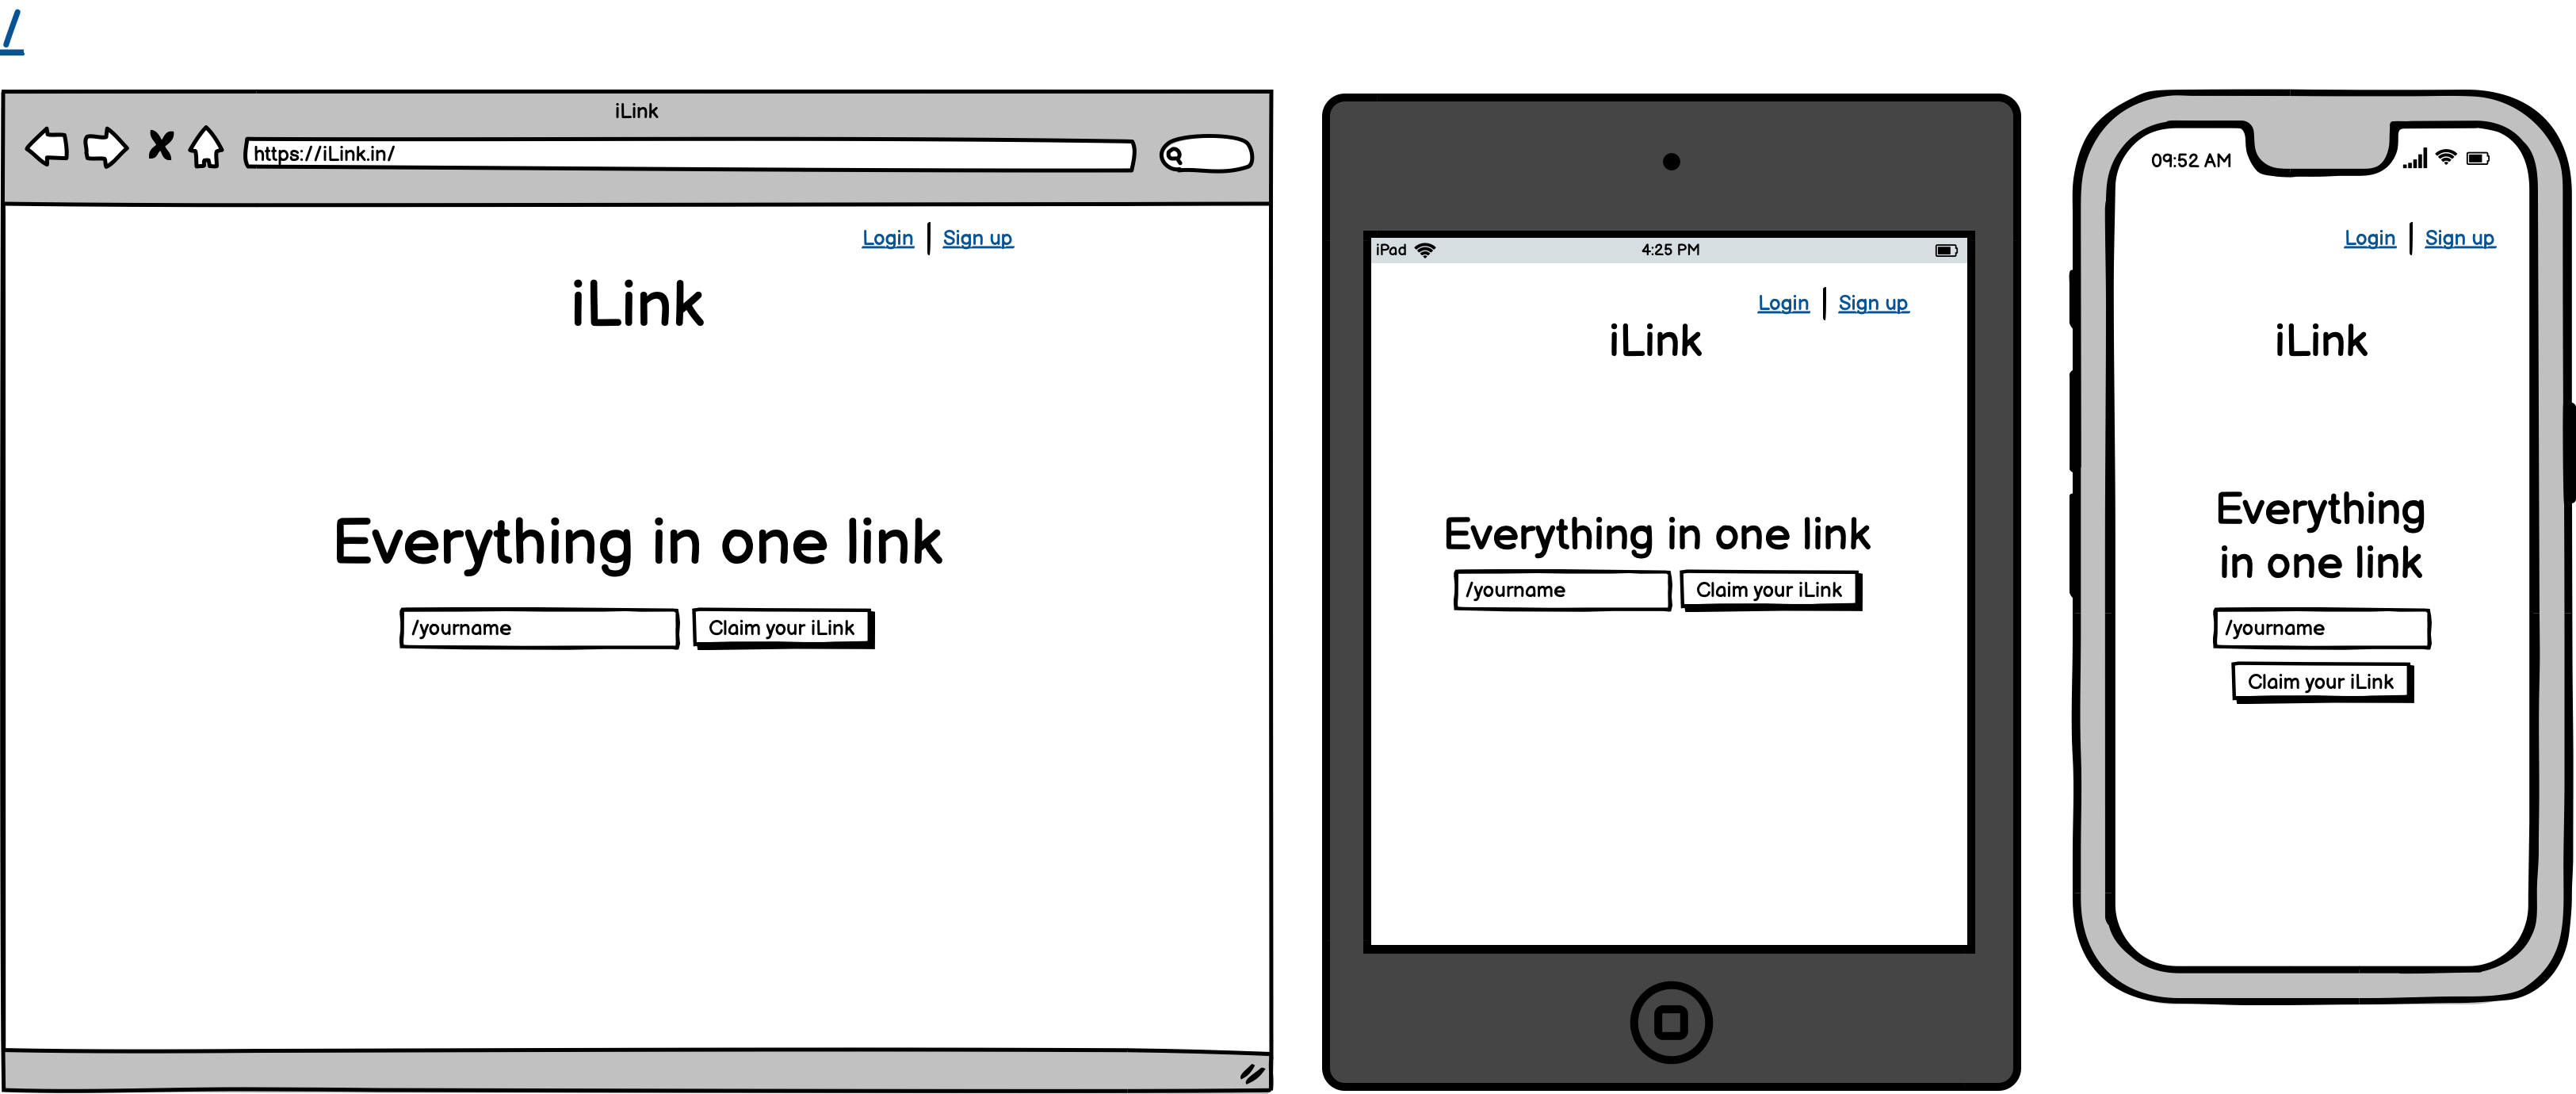 /
iLink
https://iLink.in/
Login | Sign up
iLink
Everything in one link
/yourname
Claim your iLink
iPad
4:25 PM
Login | Sign up
iLink
Everything in one link
/yourname
Claim your iLink
09:52 AM
Login | Sign up
iLink
Everything
in one link
/yourname
Claim your iLink